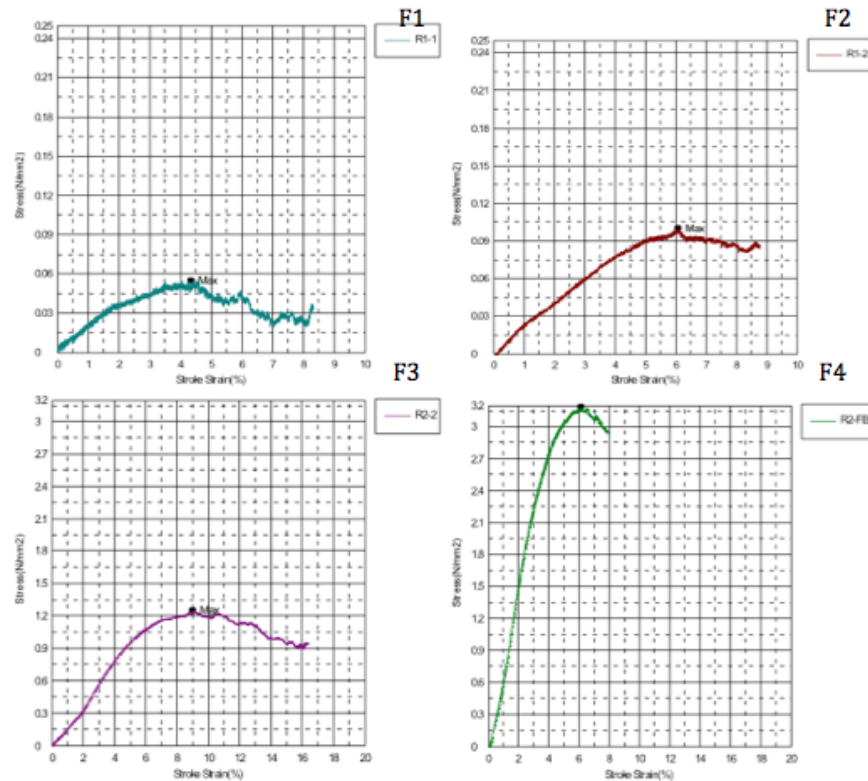 F1
R1-1
0.25
0.24
0.21
0.18
0.15
0.12
0.09
0.06
0.03
0
Stress(N/mm2)
Max
0 1 2 3 4 5 6 7 8 9 10
Stroke Strain(%)
F2
R1-2
0.25
0.24
0.21
0.18
0.15
0.12
0.09
0.06
0.03
0
Stress(N/mm2)
Max
0 1 2 3 4 5 6 7 8 9 10
Stroke Strain(%)
F3
R2-2
3.2
3
2.7
2.4
2.1
1.8
1.5
1.2
0.9
0.6
0.3
0
Stress(N/mm2)
Max
0 2 4 6 8 10 12 14 16 18 20
Stroke Strain(%)
F4
R2-FB
3.2
3
2.7
2.4
2.1
1.8
1.5
1.2
0.9
0.6
0.3
0
Stress(N/mm2)
0 2 4 6 8 10 12 14 16 18 20
Stroke Strain(%)